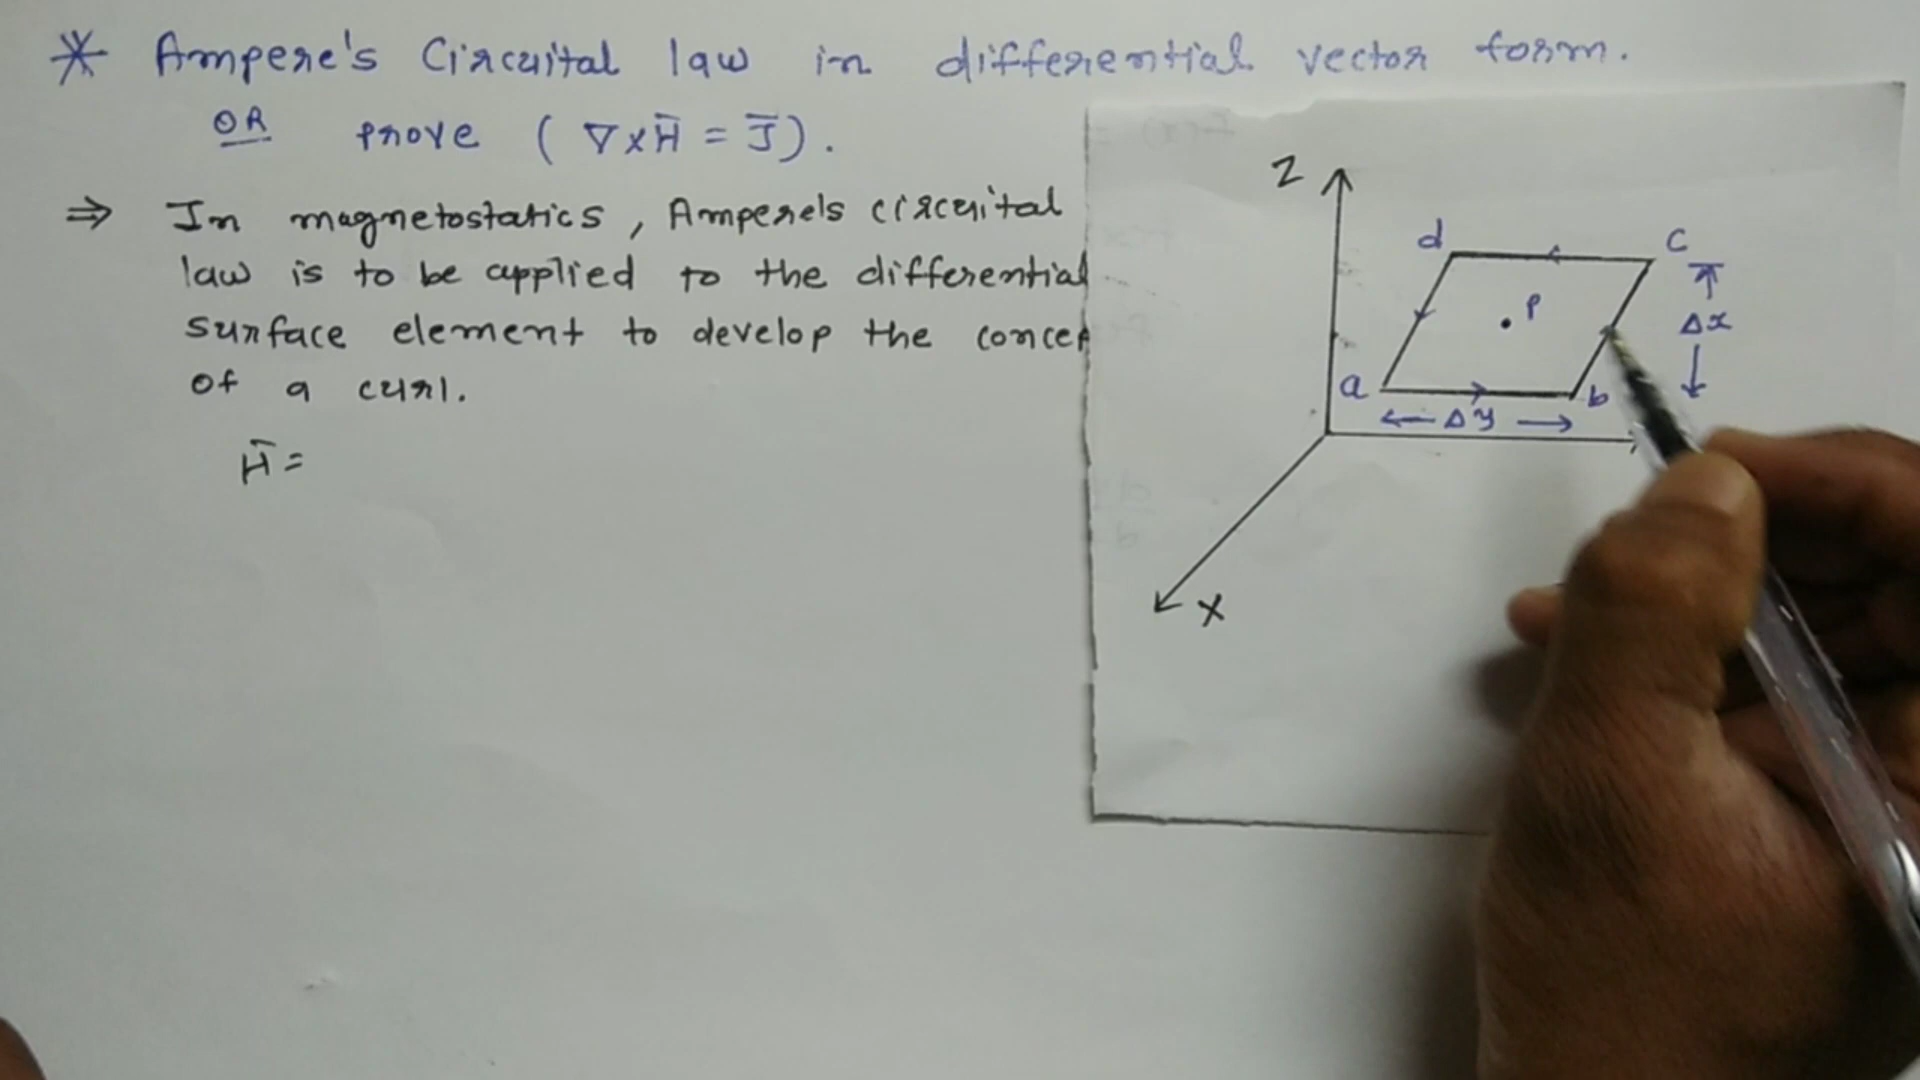 * Ampere's Circuital law in differential vector form.
OR prove ( ∇×H̄ = J̄ ).
⇒ In magnetostatics, Ampere's circuital
law is to be applied to the differential
surface element to develop the concep
of a curl.
H̄ =
Z
d
C
P
Δx
a
b
Δy
X